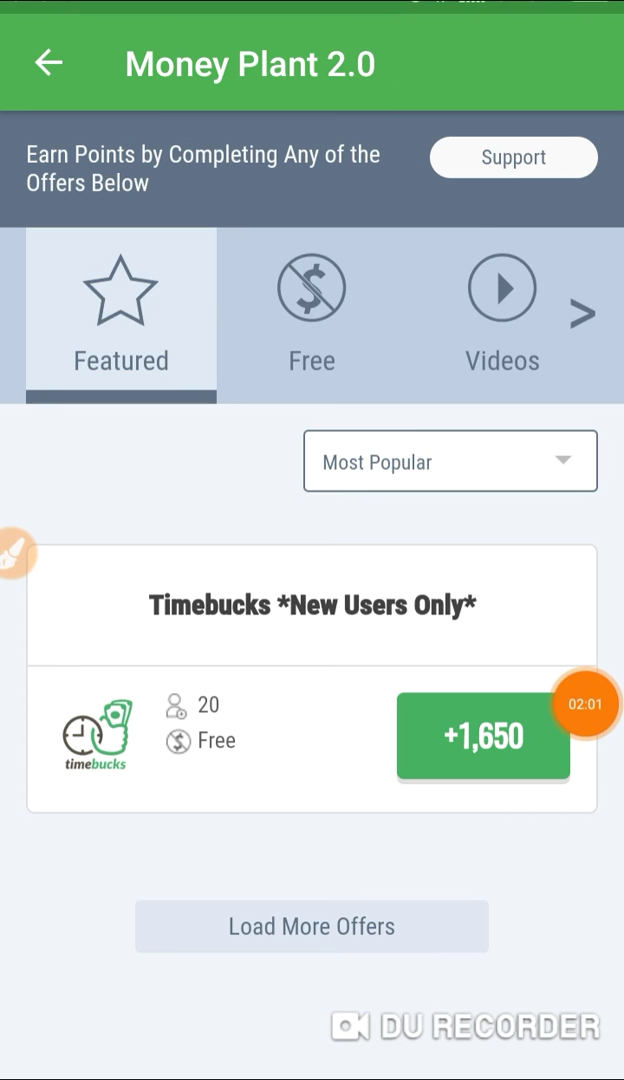 Money Plant 2.0
Earn Points by Completing Any of the
Offers Below
Support
Featured
Free
Videos
>
Most Popular
Timebucks *New Users Only*
20
Free
timebucks
+1,650
02:01
Load More Offers
DU RECORDER